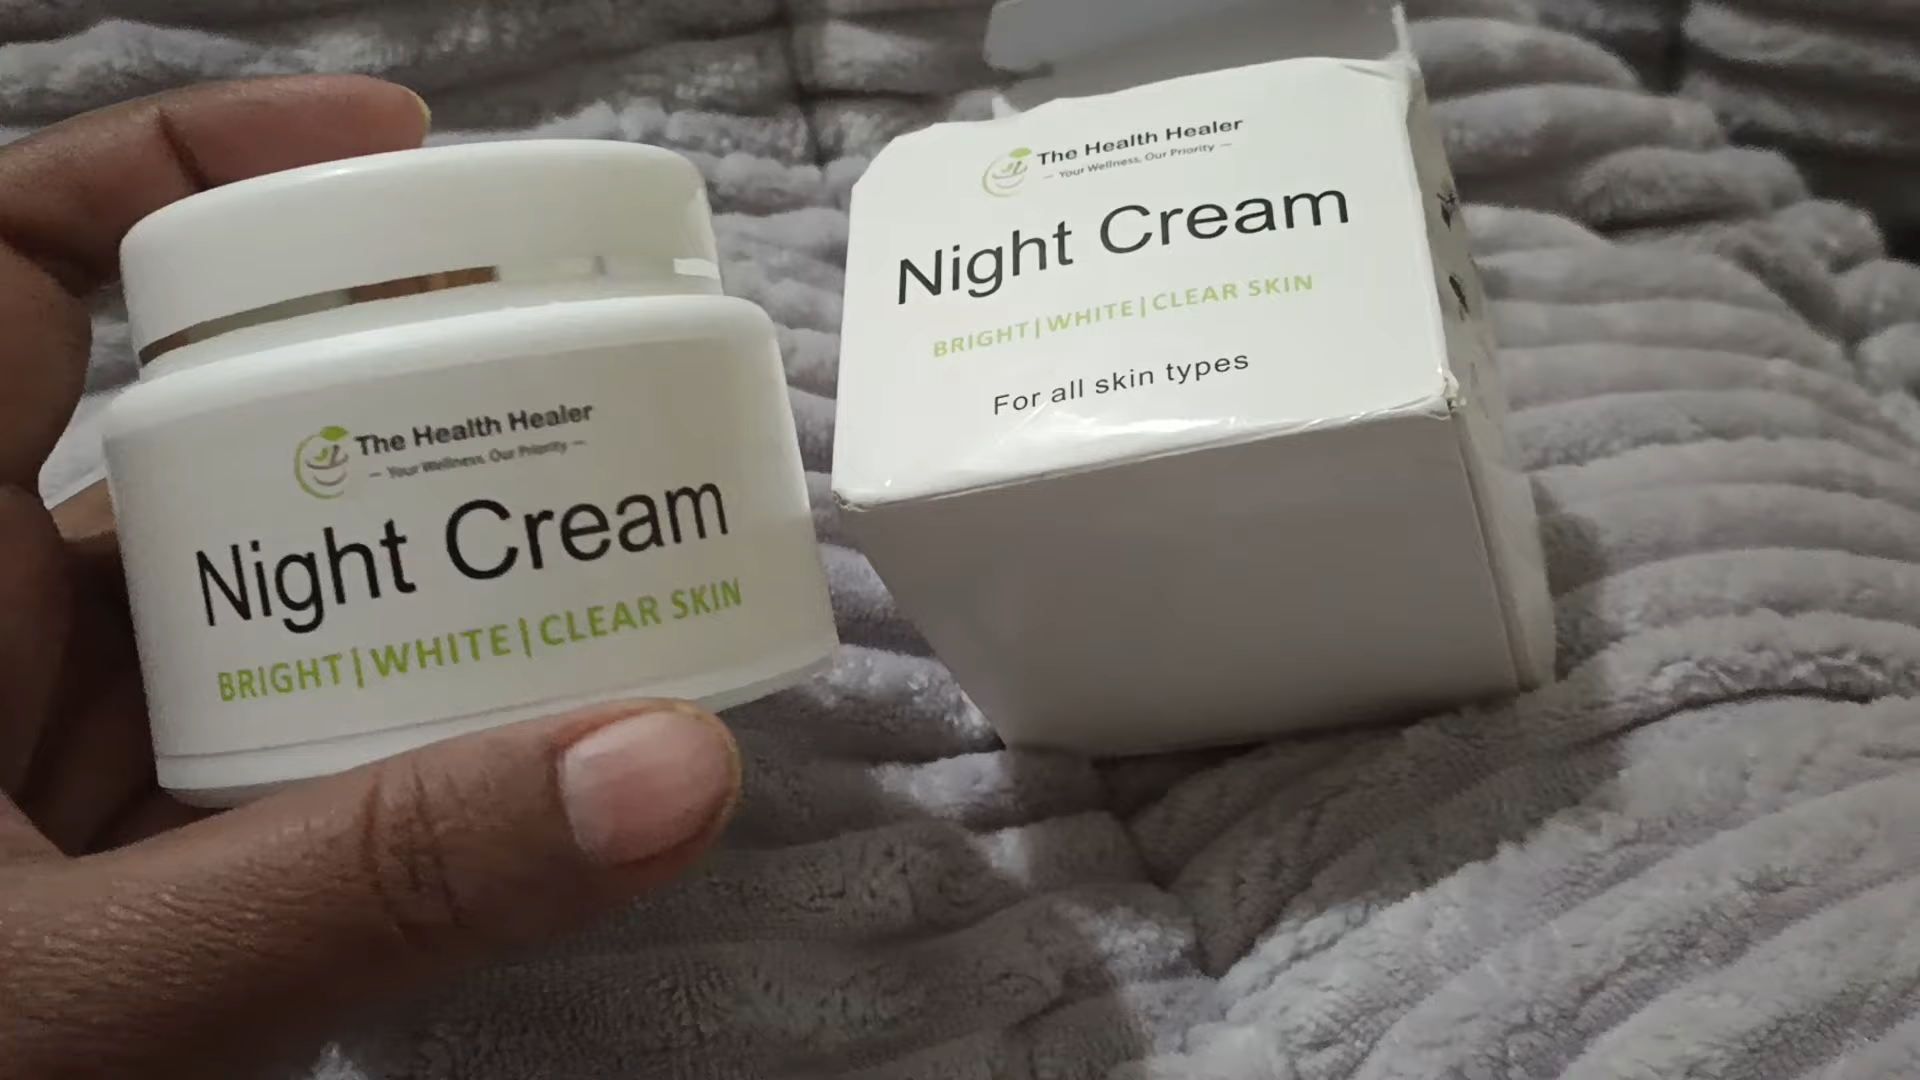 The Health Healer
— Your Wellness, Our Priority —
Night Cream
BRIGHT|WHITE|CLEAR SKIN
The Health Healer
— Your Wellness, Our Priority —
Night Cream
BRIGHT|WHITE|CLEAR SKIN
For all skin types